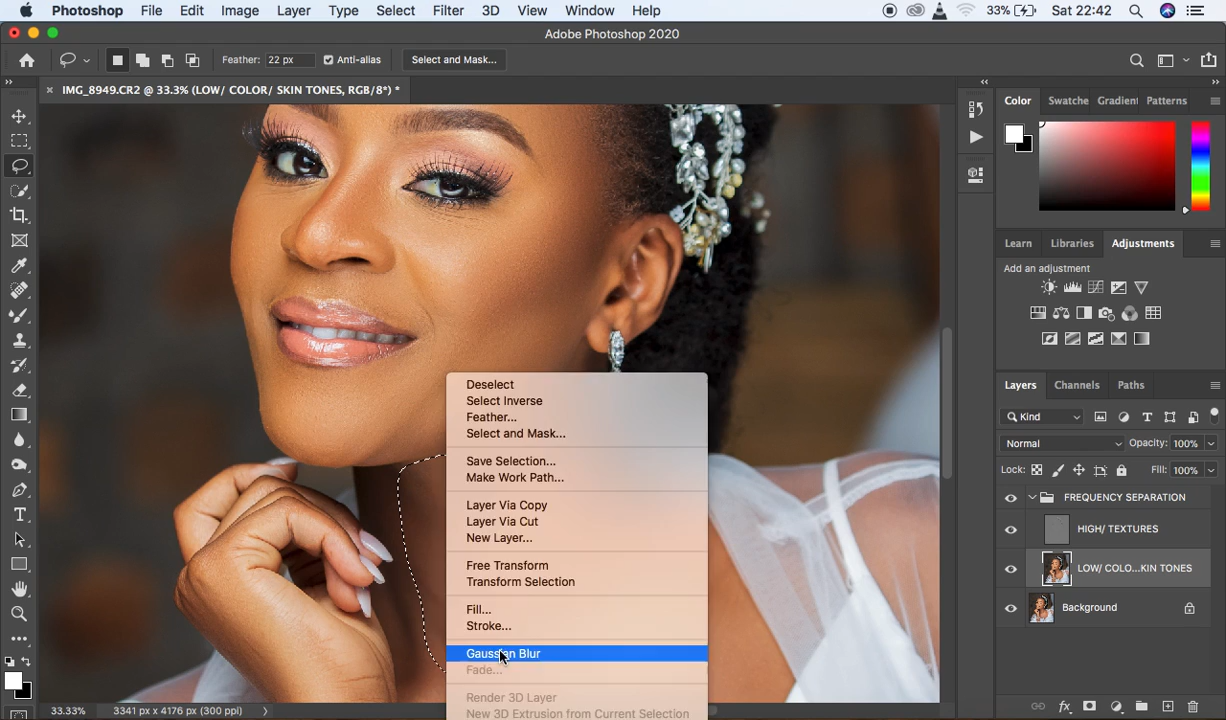 Photoshop File Edit Image Layer Type Select Filter 3D View Window Help 33% Sat 22:42
Adobe Photoshop 2020
Feather: 22 px Anti-alias Select and Mask...
× IMG_8949.CR2 @ 33.3% (LOW/ COLOR/ SKIN TONES, RGB/8*) *
Color Swatche Gradient Patterns
Learn Libraries Adjustments
Add an adjustment
Deselect
Select Inverse
Feather...
Select and Mask...
Save Selection...
Make Work Path...
Layer Via Copy
Layer Via Cut
New Layer...
Free Transform
Transform Selection
Fill...
Stroke...
Gaussian Blur
Fade...
Render 3D Layer
New 3D Extrusion from Current Selection
Layers Channels Paths
Kind
Normal Opacity: 100%
Lock: Fill: 100%
FREQUENCY SEPARATION
HIGH/ TEXTURES
LOW/ COLO...KIN TONES
Background
33.33% 3341 px x 4176 px (300 ppi)